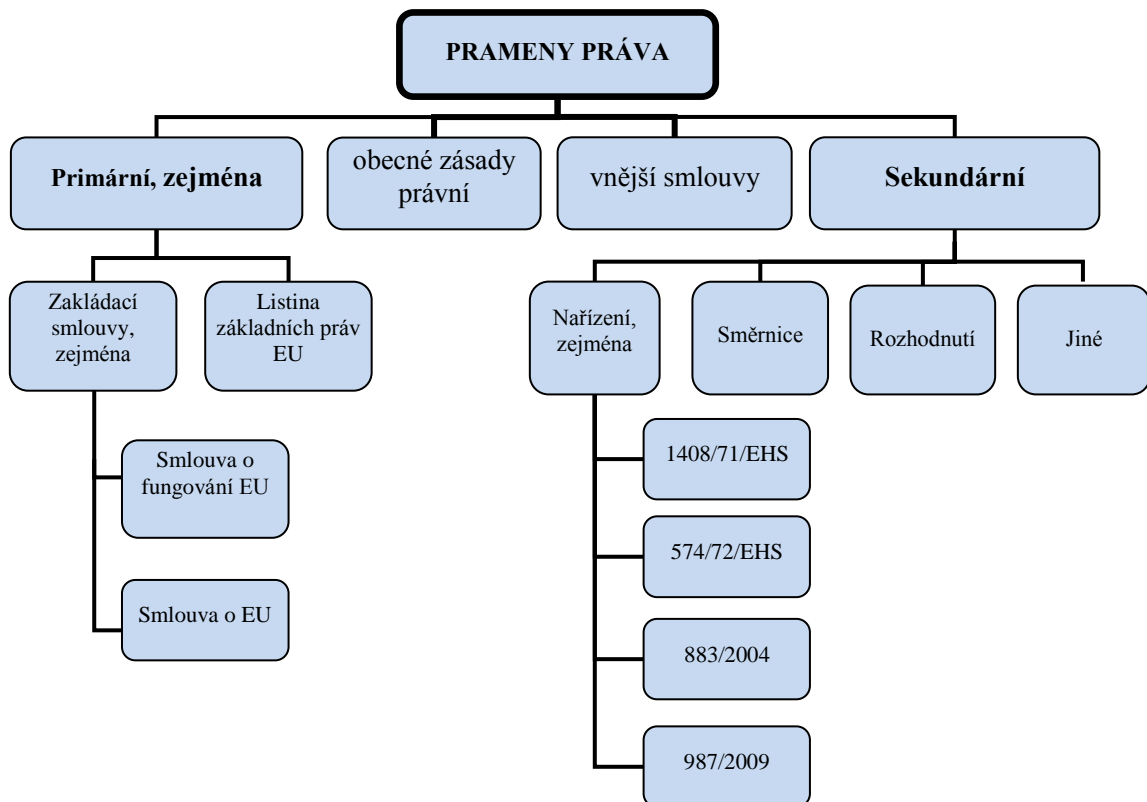 PRAMENY PRÁVA
Primární, zejména
obecné zásady
právní
vnější smlouvy
Sekundární
Zakládací
smlouvy,
zejména
Listina
základních práv
EU
Nařízení,
zejména
Směrnice
Rozhodnutí
Jiné
Smlouva o
fungování EU
Smlouva o EU
1408/71/EHS
574/72/EHS
883/2004
987/2009